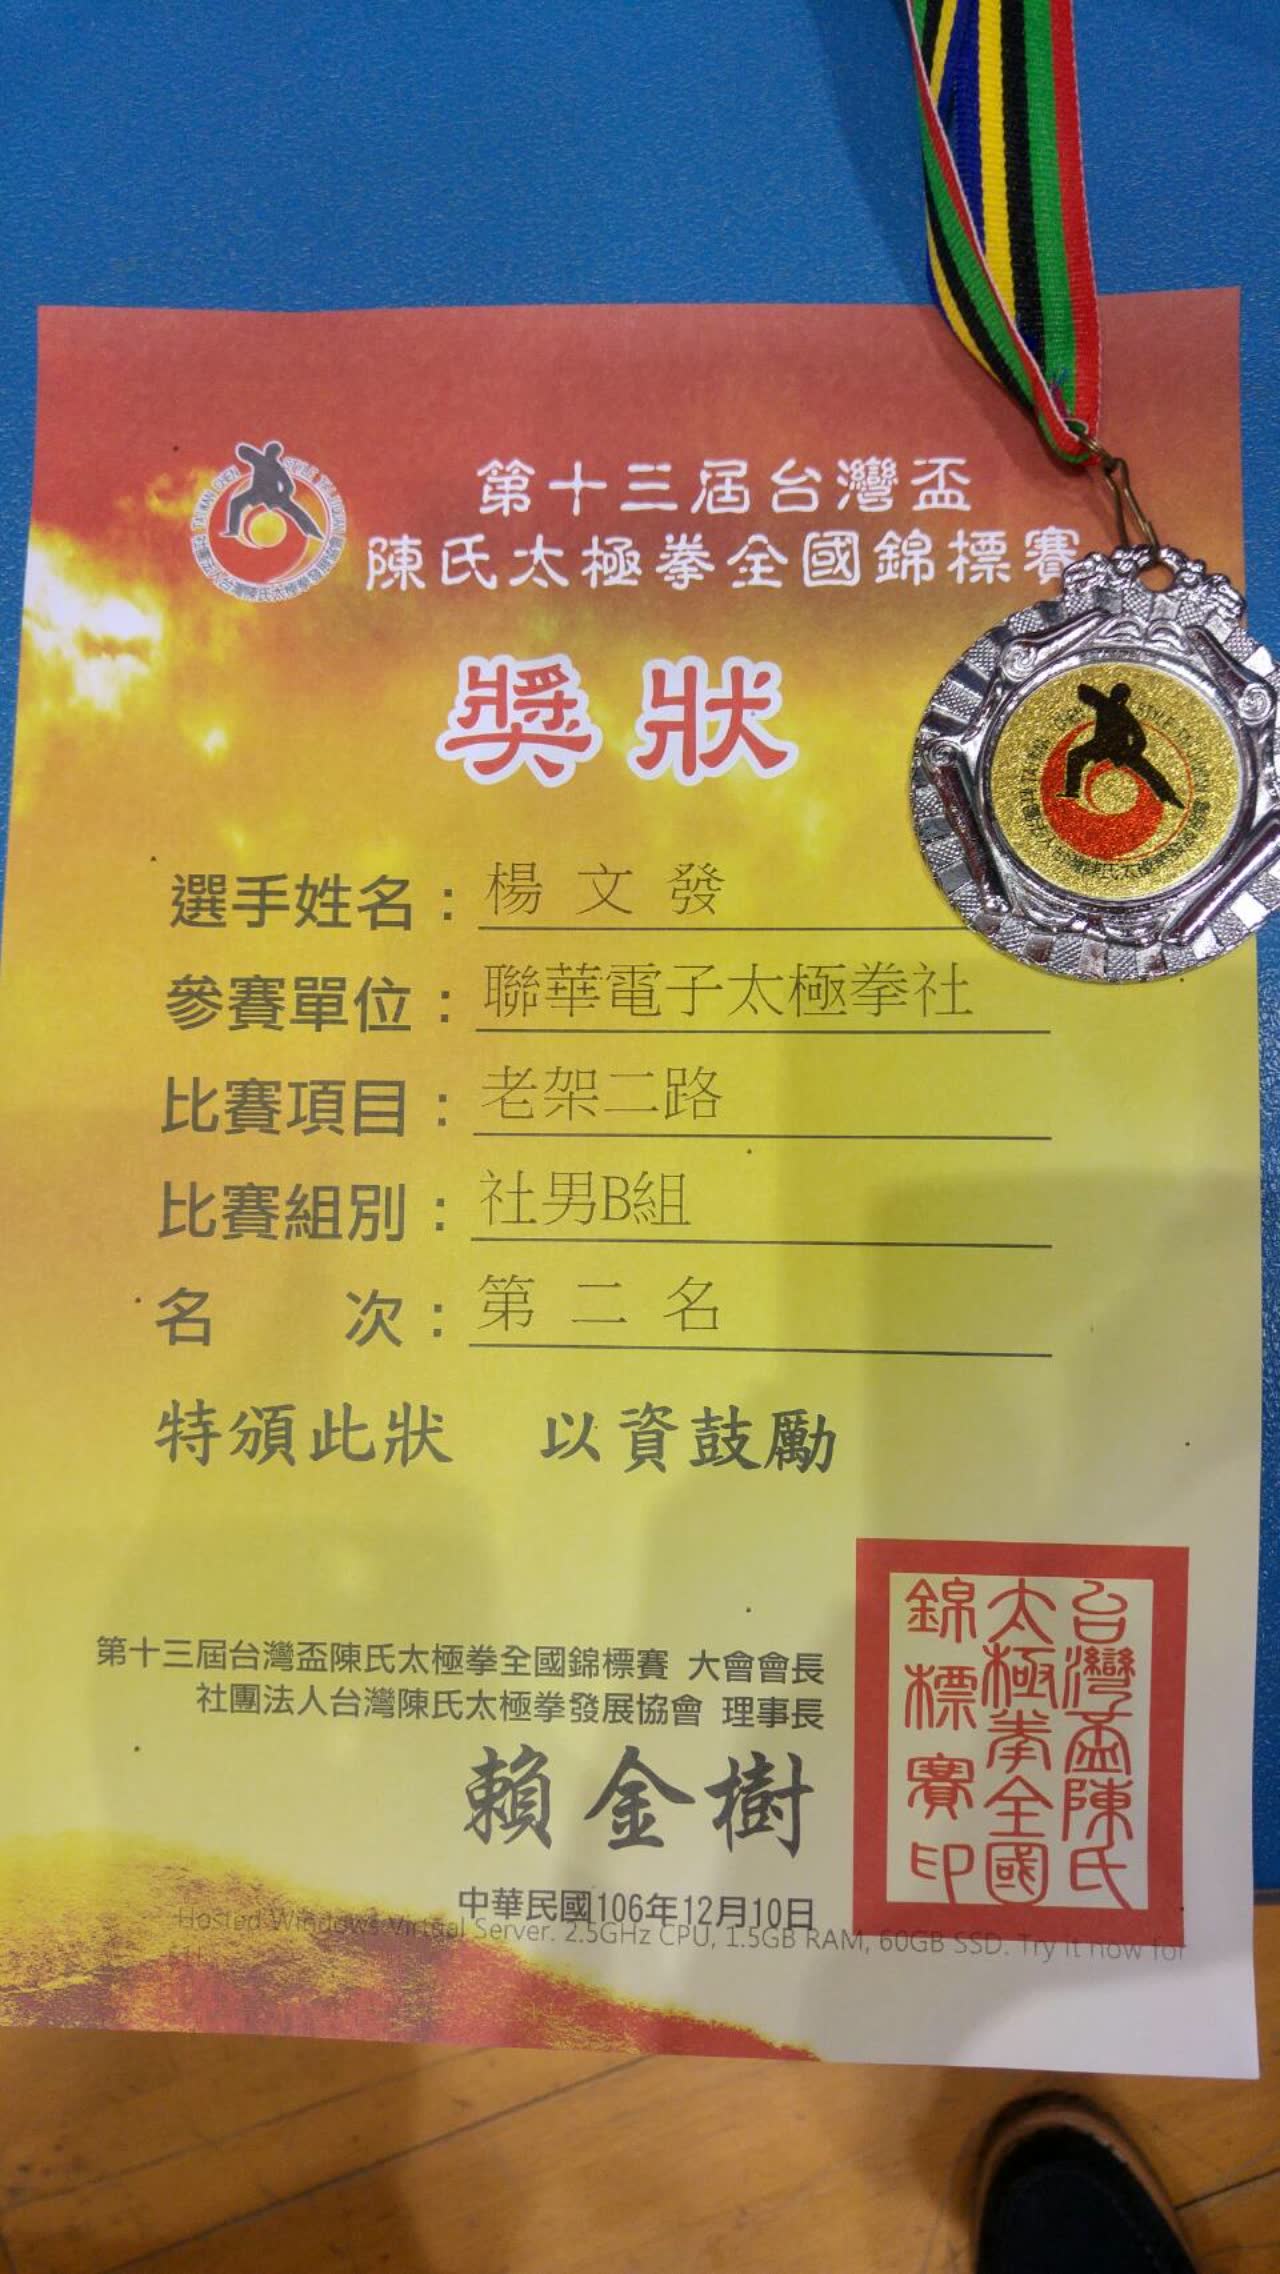 第十三屆台灣盃
陳氏太極拳全國錦標賽
獎狀
選手姓名：楊文發
參賽單位：聯華電子太極拳社
比賽項目：老架二路
比賽組別：社男B組
名次：第二名
特頒此狀 以資鼓勵
第十三屆台灣盃陳氏太極拳全國錦標賽 大會會長
社團法人台灣陳氏太極拳發展協會 理事長
賴金樹
中華民國106年12月10日
台灣盃陳氏
太極拳全國
錦標賽印
Hosted Windows Virtual Server. 2.5GHz CPU, 1.5GB RAM, 60GB SSD. Try it now for